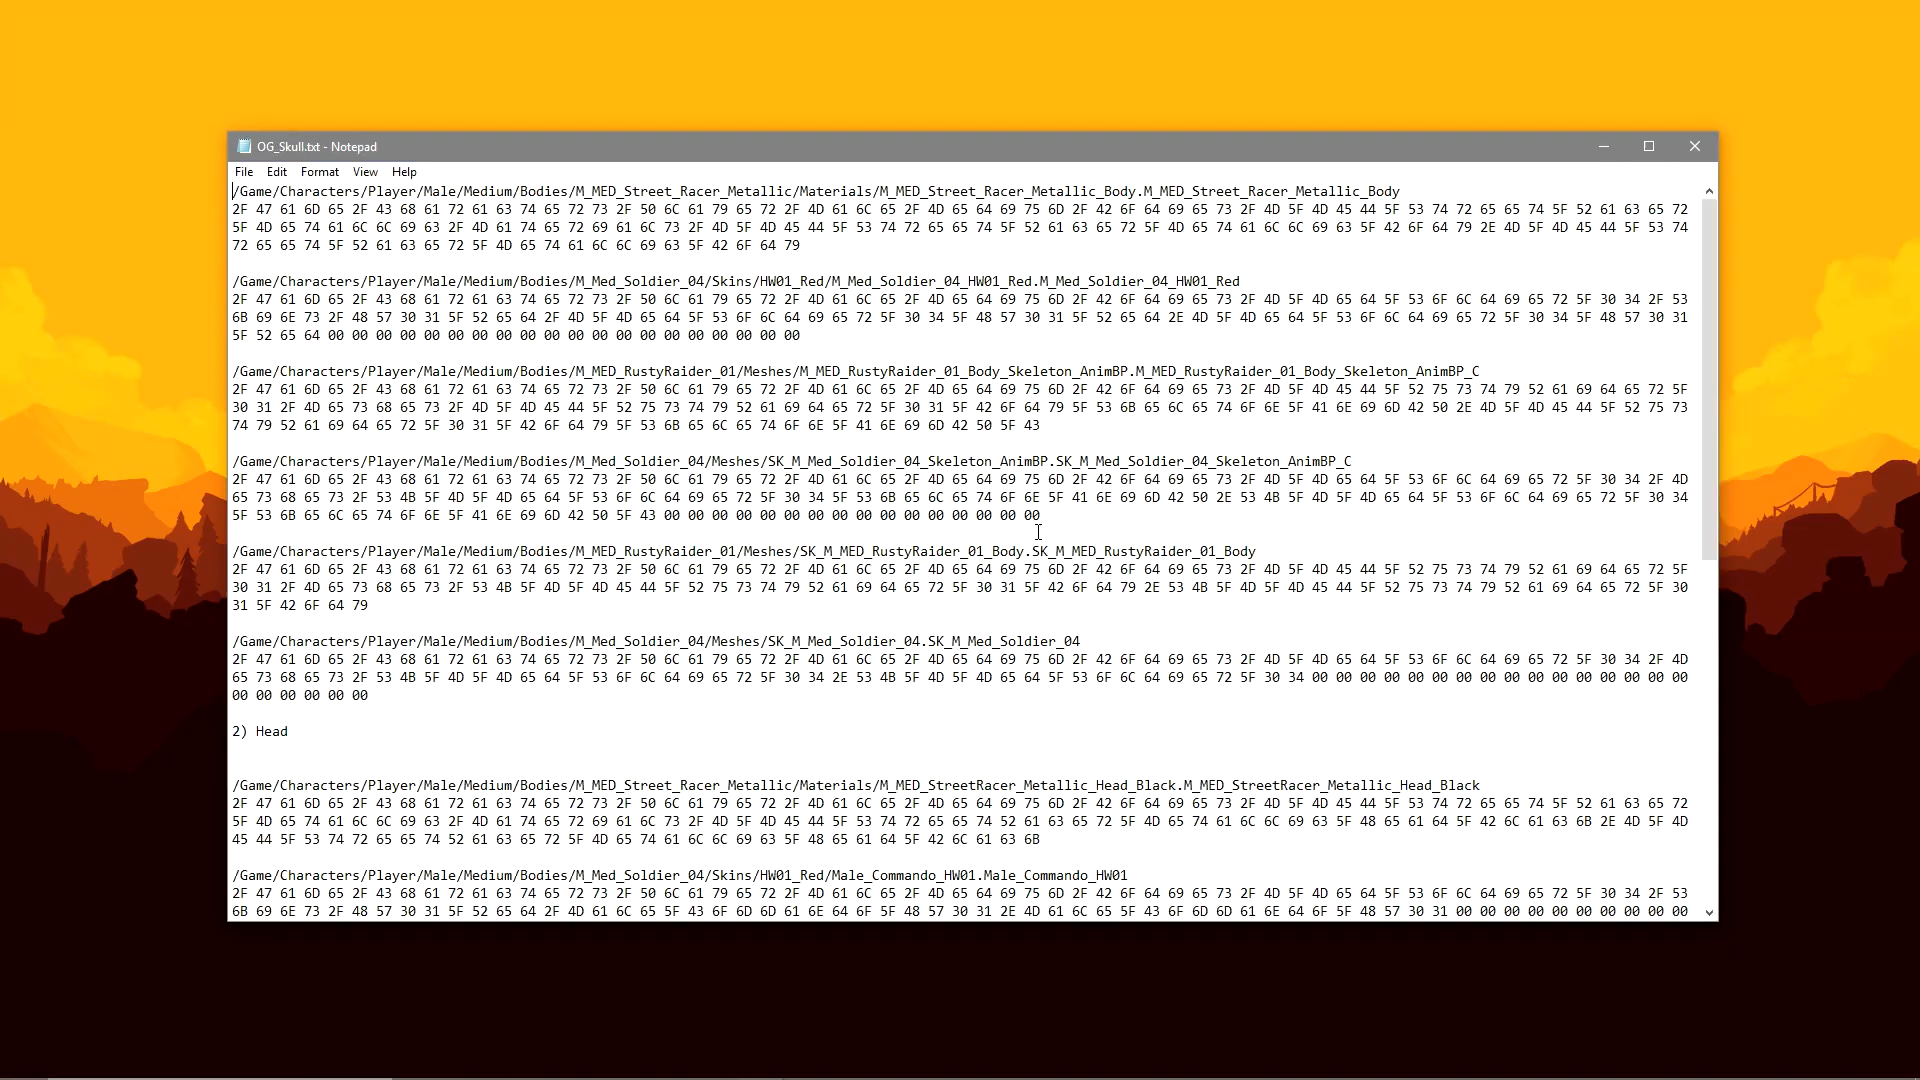 OG_Skull.txt - Notepad
File Edit Format View Help
/Game/Characters/Player/Male/Medium/Bodies/M_MED_Street_Racer_Metallic/Materials/M_MED_Street_Racer_Metallic_Body.M_MED_Street_Racer_Metallic_Body
2F 47 61 6D 65 2F 43 68 61 72 61 63 74 65 72 73 2F 50 6C 61 79 65 72 2F 4D 61 6C 65 2F 4D 65 64 69 75 6D 2F 42 6F 64 69 65 73 2F 4D 5F 4D 45 44 5F 53 74 72 65 65 74 5F 52 61 63 65 72
5F 4D 65 74 61 6C 6C 69 63 2F 4D 61 74 65 72 69 61 6C 73 2F 4D 5F 4D 45 44 5F 53 74 72 65 65 74 5F 52 61 63 65 72 5F 4D 65 74 61 6C 6C 69 63 5F 42 6F 64 79 2E 4D 5F 4D 45 44 5F 53 74
72 65 65 74 5F 52 61 63 65 72 5F 4D 65 74 61 6C 6C 69 63 5F 42 6F 64 79
/Game/Characters/Player/Male/Medium/Bodies/M_Med_Soldier_04/Skins/HW01_Red/M_Med_Soldier_04_HW01_Red.M_Med_Soldier_04_HW01_Red
2F 47 61 6D 65 2F 43 68 61 72 61 63 74 65 72 73 2F 50 6C 61 79 65 72 2F 4D 61 6C 65 2F 4D 65 64 69 75 6D 2F 42 6F 64 69 65 73 2F 4D 5F 4D 65 64 5F 53 6F 6C 64 69 65 72 5F 30 34 2F 53
6B 69 6E 73 2F 48 57 30 31 5F 52 65 64 2F 4D 5F 4D 65 64 5F 53 6F 6C 64 69 65 72 5F 30 34 5F 48 57 30 31 5F 52 65 64 2E 4D 5F 4D 65 64 5F 53 6F 6C 64 69 65 72 5F 30 34 5F 48 57 30 31
5F 52 65 64 00 00 00 00 00 00 00 00 00 00 00 00 00 00 00 00 00 00 00 00
/Game/Characters/Player/Male/Medium/Bodies/M_MED_RustyRaider_01/Meshes/M_MED_RustyRaider_01_Body_Skeleton_AnimBP.M_MED_RustyRaider_01_Body_Skeleton_AnimBP_C
2F 47 61 6D 65 2F 43 68 61 72 61 63 74 65 72 73 2F 50 6C 61 79 65 72 2F 4D 61 6C 65 2F 4D 65 64 69 75 6D 2F 42 6F 64 69 65 73 2F 4D 5F 4D 45 44 5F 52 75 73 74 79 52 61 69 64 65 72 5F
30 31 2F 4D 65 73 68 65 73 2F 4D 5F 4D 45 44 5F 52 75 73 74 79 52 61 69 64 65 72 5F 30 31 5F 42 6F 64 79 5F 53 6B 65 6C 65 74 6F 6E 5F 41 6E 69 6D 42 50 2E 4D 5F 4D 45 44 5F 52 75 73
74 79 52 61 69 64 65 72 5F 30 31 5F 42 6F 64 79 5F 53 6B 65 6C 65 74 6F 6E 5F 41 6E 69 6D 42 50 5F 43
/Game/Characters/Player/Male/Medium/Bodies/M_Med_Soldier_04/Meshes/SK_M_Med_Soldier_04_Skeleton_AnimBP.SK_M_Med_Soldier_04_Skeleton_AnimBP_C
2F 47 61 6D 65 2F 43 68 61 72 61 63 74 65 72 73 2F 50 6C 61 79 65 72 2F 4D 61 6C 65 2F 4D 65 64 69 75 6D 2F 42 6F 64 69 65 73 2F 4D 5F 4D 65 64 5F 53 6F 6C 64 69 65 72 5F 30 34 2F 4D
65 73 68 65 73 2F 53 4B 5F 4D 5F 4D 65 64 5F 53 6F 6C 64 69 65 72 5F 30 34 5F 53 6B 65 6C 65 74 6F 6E 5F 41 6E 69 6D 42 50 2E 53 4B 5F 4D 5F 4D 65 64 5F 53 6F 6C 64 69 65 72 5F 30 34
5F 53 6B 65 6C 65 74 6F 6E 5F 41 6E 69 6D 42 50 5F 43 00 00 00 00 00 00 00 00 00 00 00 00 00 00 00 00
/Game/Characters/Player/Male/Medium/Bodies/M_MED_RustyRaider_01/Meshes/SK_M_MED_RustyRaider_01_Body.SK_M_MED_RustyRaider_01_Body
2F 47 61 6D 65 2F 43 68 61 72 61 63 74 65 72 73 2F 50 6C 61 79 65 72 2F 4D 61 6C 65 2F 4D 65 64 69 75 6D 2F 42 6F 64 69 65 73 2F 4D 5F 4D 45 44 5F 52 75 73 74 79 52 61 69 64 65 72 5F
30 31 2F 4D 65 73 68 65 73 2F 53 4B 5F 4D 5F 4D 45 44 5F 52 75 73 74 79 52 61 69 64 65 72 5F 30 31 5F 42 6F 64 79 2E 53 4B 5F 4D 5F 4D 45 44 5F 52 75 73 74 79 52 61 69 64 65 72 5F 30
31 5F 42 6F 64 79
/Game/Characters/Player/Male/Medium/Bodies/M_Med_Soldier_04/Meshes/SK_M_Med_Soldier_04.SK_M_Med_Soldier_04
2F 47 61 6D 65 2F 43 68 61 72 61 63 74 65 72 73 2F 50 6C 61 79 65 72 2F 4D 61 6C 65 2F 4D 65 64 69 75 6D 2F 42 6F 64 69 65 73 2F 4D 5F 4D 65 64 5F 53 6F 6C 64 69 65 72 5F 30 34 2F 4D
65 73 68 65 73 2F 53 4B 5F 4D 5F 4D 65 64 5F 53 6F 6C 64 69 65 72 5F 30 34 2E 53 4B 5F 4D 5F 4D 65 64 5F 53 6F 6C 64 69 65 72 5F 30 34 00 00 00 00 00 00 00 00 00 00 00 00 00 00 00 00
00 00 00 00 00 00
2) Head
/Game/Characters/Player/Male/Medium/Bodies/M_MED_Street_Racer_Metallic/Materials/M_MED_StreetRacer_Metallic_Head_Black.M_MED_StreetRacer_Metallic_Head_Black
2F 47 61 6D 65 2F 43 68 61 72 61 63 74 65 72 73 2F 50 6C 61 79 65 72 2F 4D 61 6C 65 2F 4D 65 64 69 75 6D 2F 42 6F 64 69 65 73 2F 4D 5F 4D 45 44 5F 53 74 72 65 65 74 5F 52 61 63 65 72
5F 4D 65 74 61 6C 6C 69 63 2F 4D 61 74 65 72 69 61 6C 73 2F 4D 5F 4D 45 44 5F 53 74 72 65 65 74 52 61 63 65 72 5F 4D 65 74 61 6C 6C 69 63 5F 48 65 61 64 5F 42 6C 61 63 6B 2E 4D 5F 4D
45 44 5F 53 74 72 65 65 74 52 61 63 65 72 5F 4D 65 74 61 6C 6C 69 63 5F 48 65 61 64 5F 42 6C 61 63 6B
/Game/Characters/Player/Male/Medium/Bodies/M_Med_Soldier_04/Skins/HW01_Red/Male_Commando_HW01.Male_Commando_HW01
2F 47 61 6D 65 2F 43 68 61 72 61 63 74 65 72 73 2F 50 6C 61 79 65 72 2F 4D 61 6C 65 2F 4D 65 64 69 75 6D 2F 42 6F 64 69 65 73 2F 4D 5F 4D 65 64 5F 53 6F 6C 64 69 65 72 5F 30 34 2F 53
6B 69 6E 73 2F 48 57 30 31 5F 52 65 64 2F 4D 61 6C 65 5F 43 6F 6D 6D 61 6E 64 6F 5F 48 57 30 31 2E 4D 61 6C 65 5F 43 6F 6D 6D 61 6E 64 6F 5F 48 57 30 31 00 00 00 00 00 00 00 00 00 00